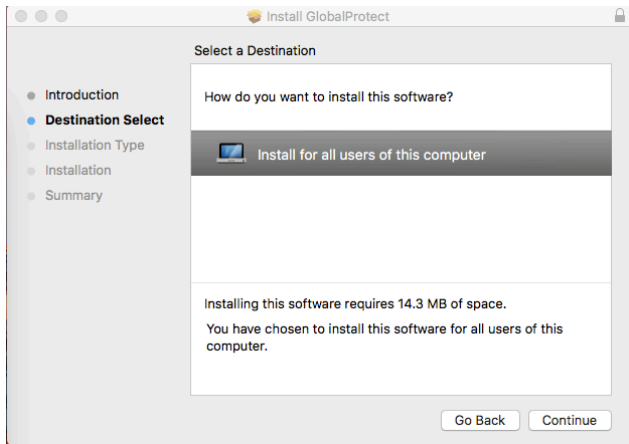 Install GlobalProtect
Select a Destination
Introduction
Destination Select
Installation Type
Installation
Summary
How do you want to install this software?
Install for all users of this computer
Installing this software requires 14.3 MB of space.
You have chosen to install this software for all users of this
computer.
Go Back
Continue